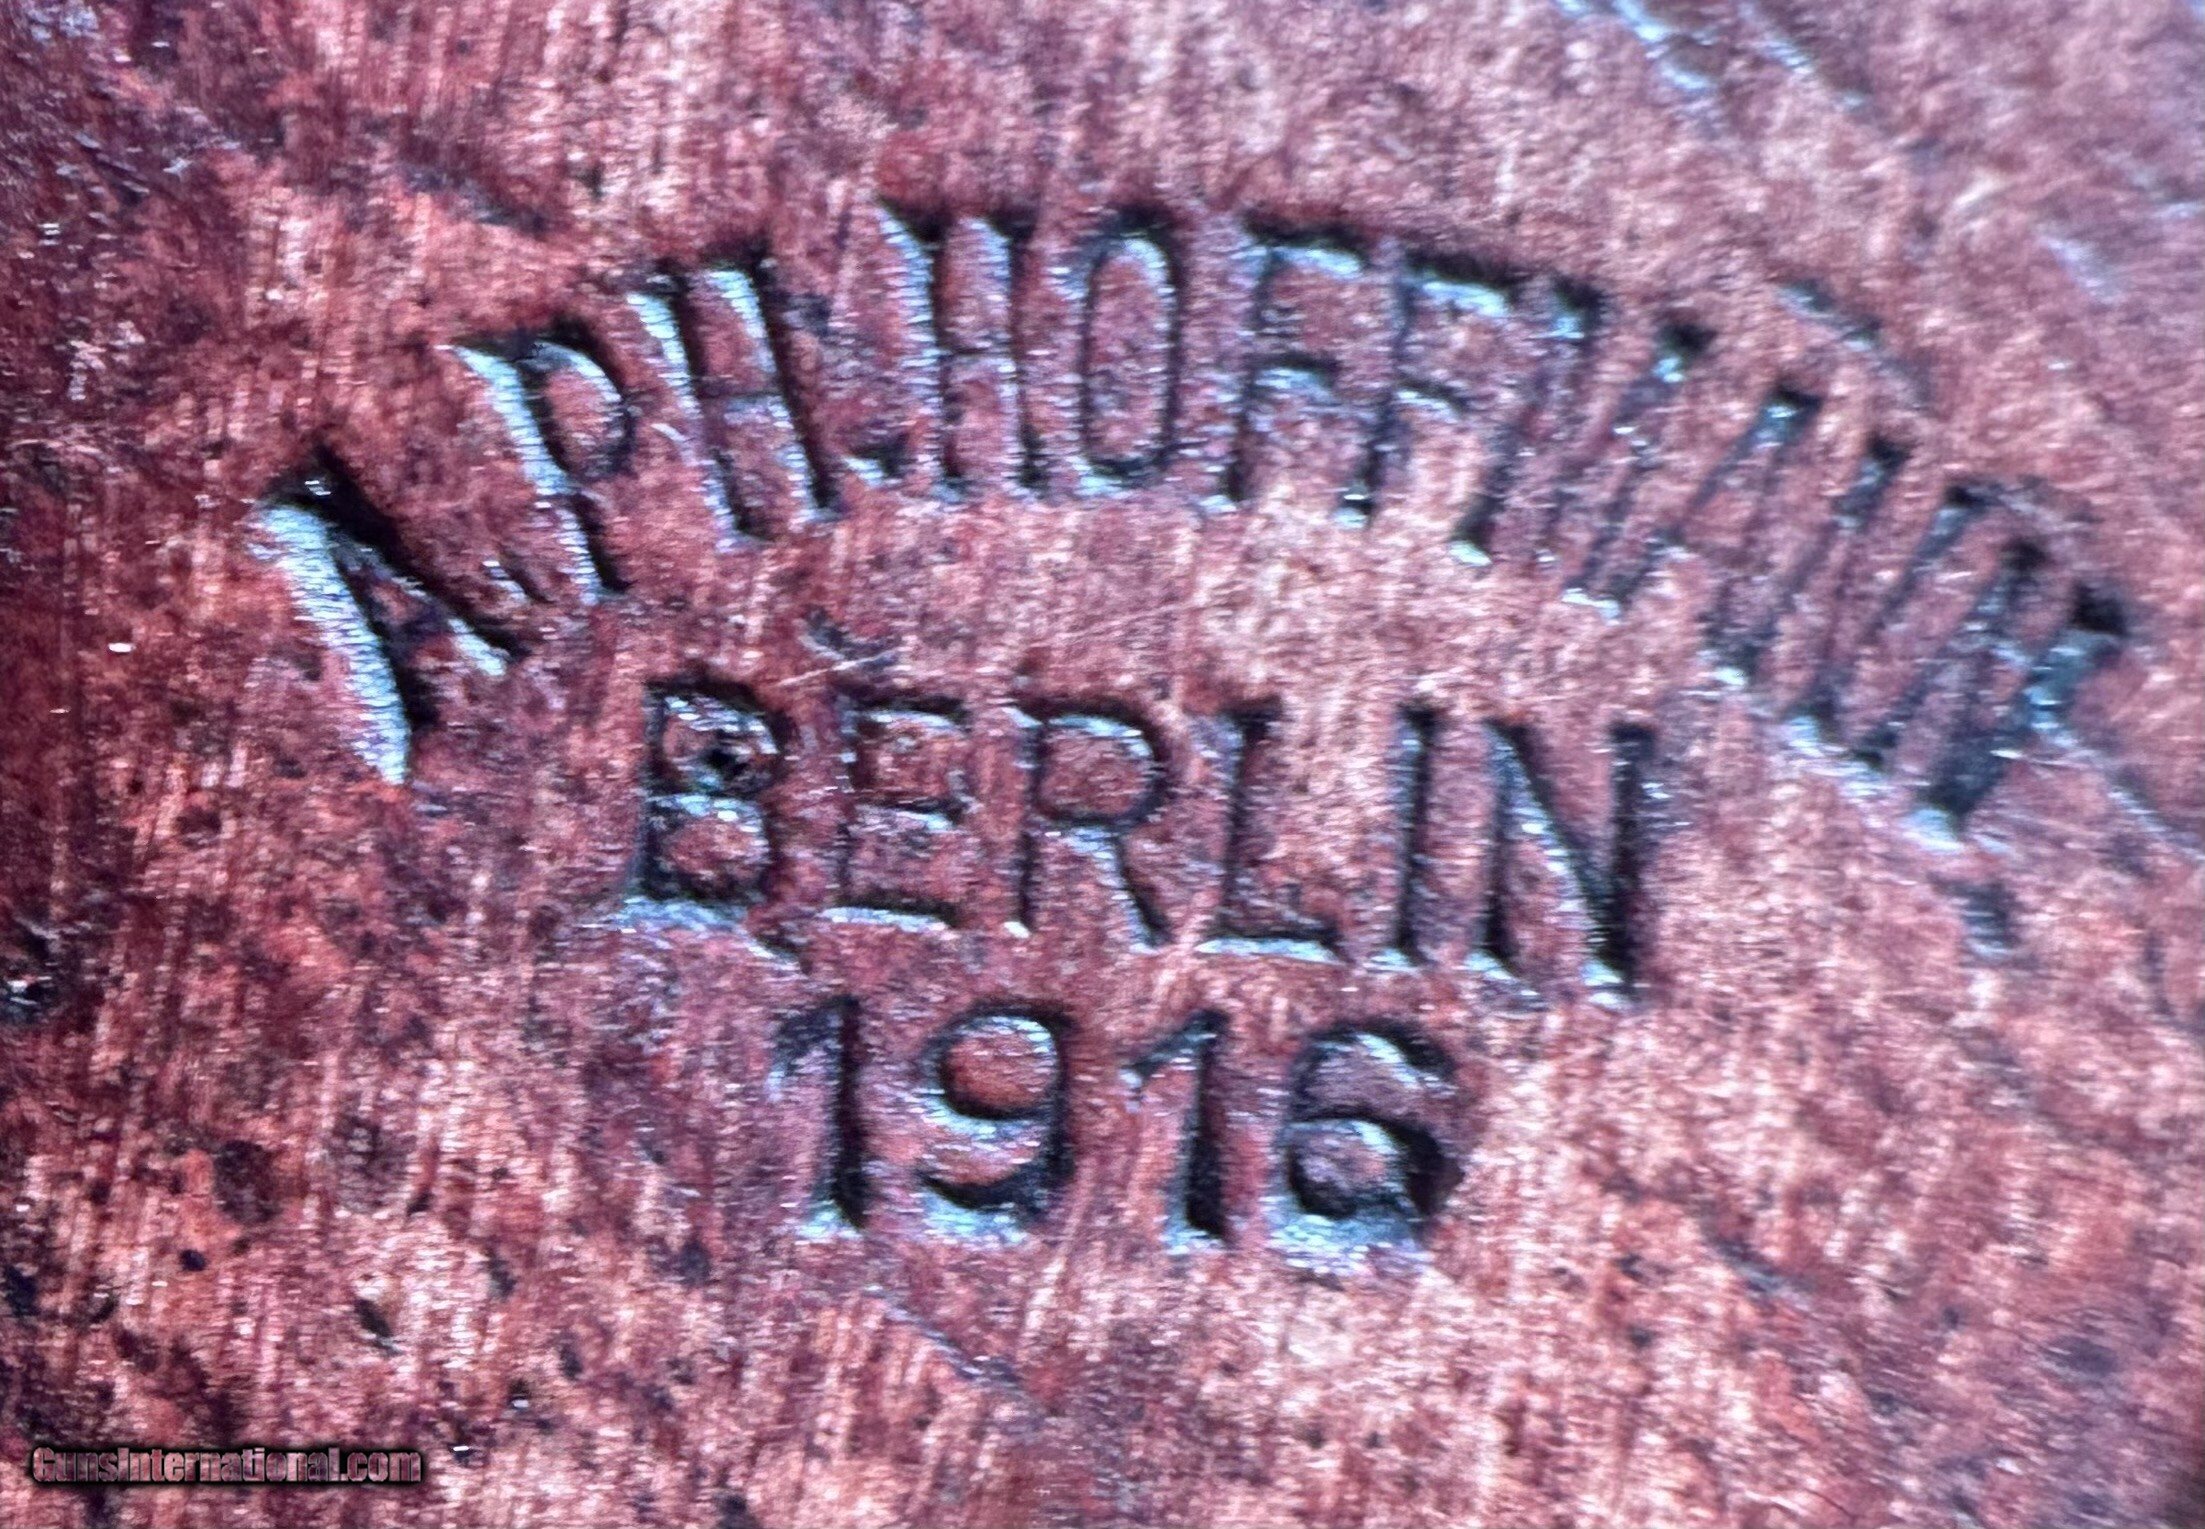 A.PH.HOFFMANN
BERLIN
1916
GunsInternational.com